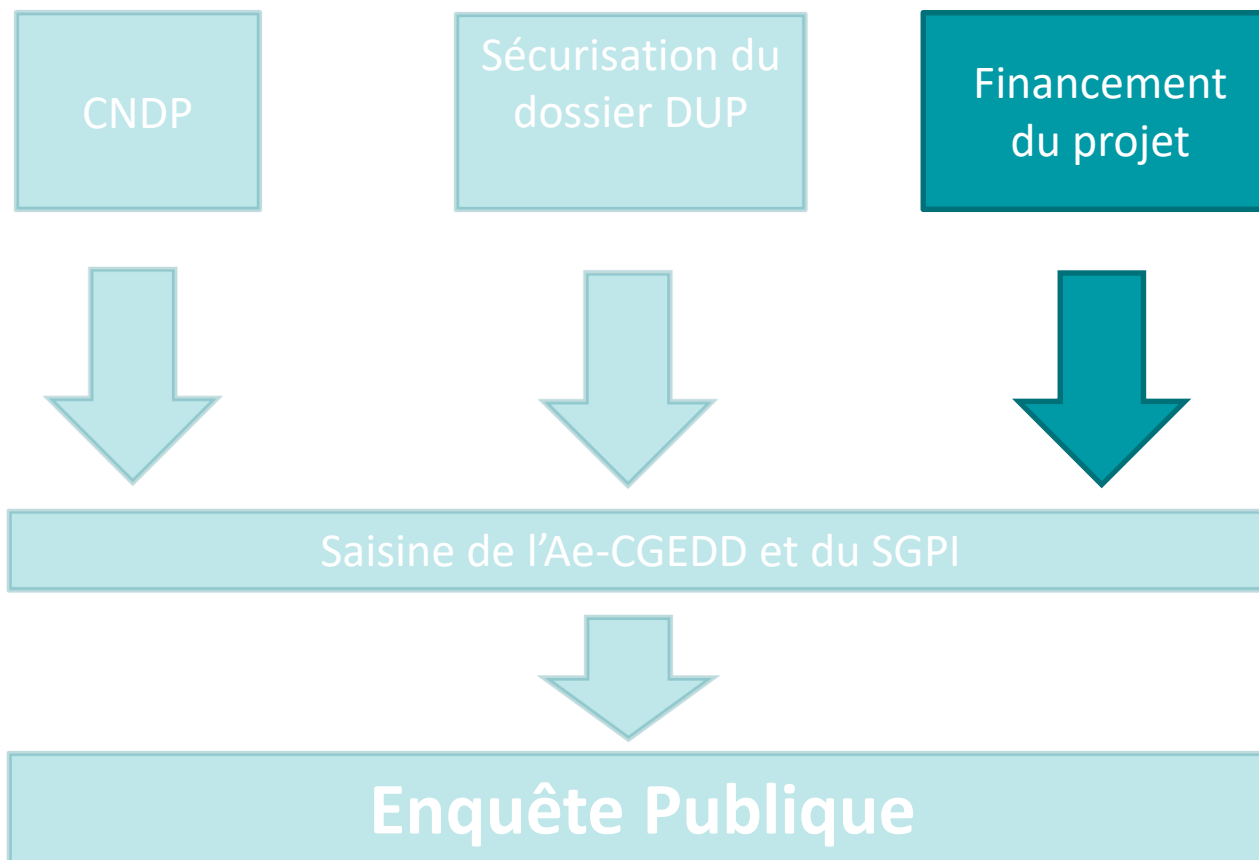 CNDP
Sécurisation du
dossier DUP
Financement
du projet
Saisine de l’Ae-CGEDD et du SGPI
Enquête Publique